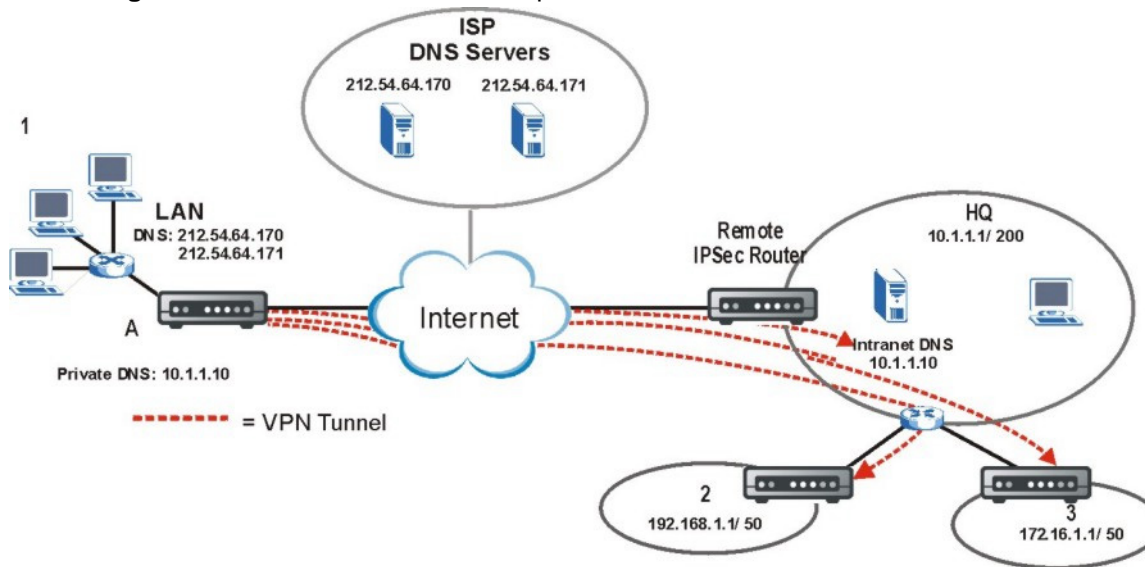 ISP
DNS Servers
212.54.64.170 212.54.64.171
1
LAN
DNS: 212.54.64.170
212.54.64.171
A
Private DNS: 10.1.1.10
= VPN Tunnel
Internet
Remote
IPSec Router
HQ
10.1.1.1/ 200
Intranet DNS
10.1.1.10
2
192.168.1.1/ 50
3
172.16.1.1/ 50